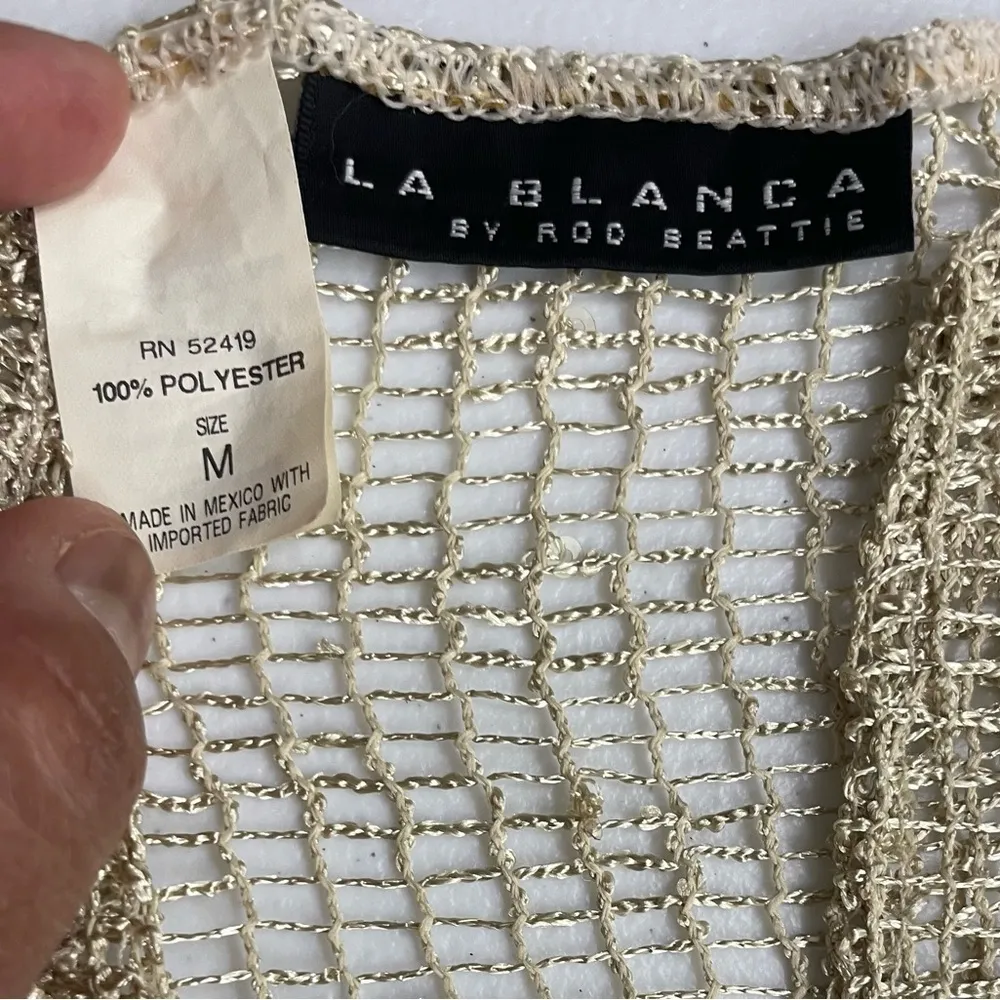 LA BLANCA
BY ROD BEATTIE
RN 52419
100% POLYESTER
SIZE
M
MADE IN MEXICO WITH
IMPORTED FABRIC